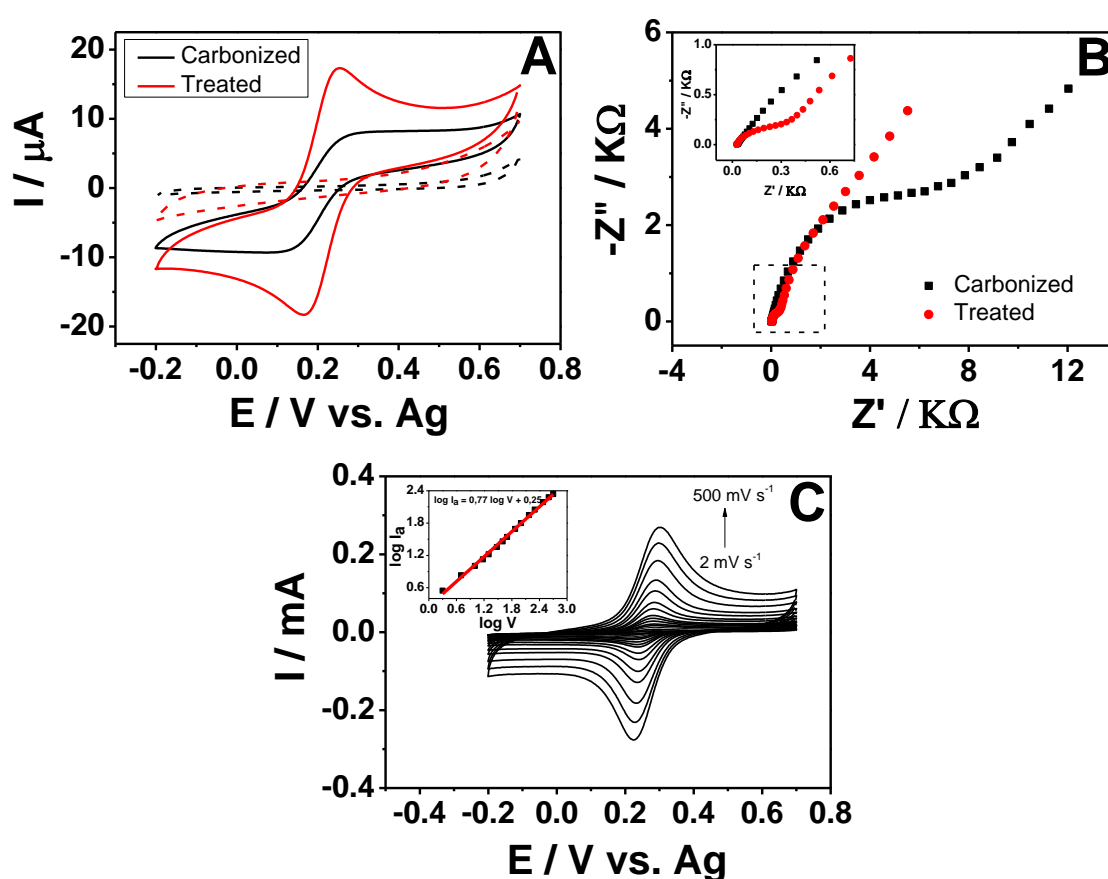 A
Carbonized
Treated
I / µA
20
10
0
-10
-20
-0.2 0.0 0.2 0.4 0.6 0.8
E / V vs. Ag
B
-Z" / KΩ
6
4
2
0
-4 0 4 8 12
Z' / KΩ
Carbonized
Treated
-Z'' / KΩ
1.0
0.5
0.0
0.0 0.3 0.6
Z' / KΩ
C
I / mA
0.4
0.2
0.0
-0.2
-0.4
-0.4 -0.2 0.0 0.2 0.4 0.6 0.8
E / V vs. Ag
500 mV s⁻¹
2 mV s⁻¹
log Iₐ = 0,77 log V + 0,25
log Iₐ
2.4
1.8
1.2
0.6
0.0 0.6 1.2 1.8 2.4 3.0
log V